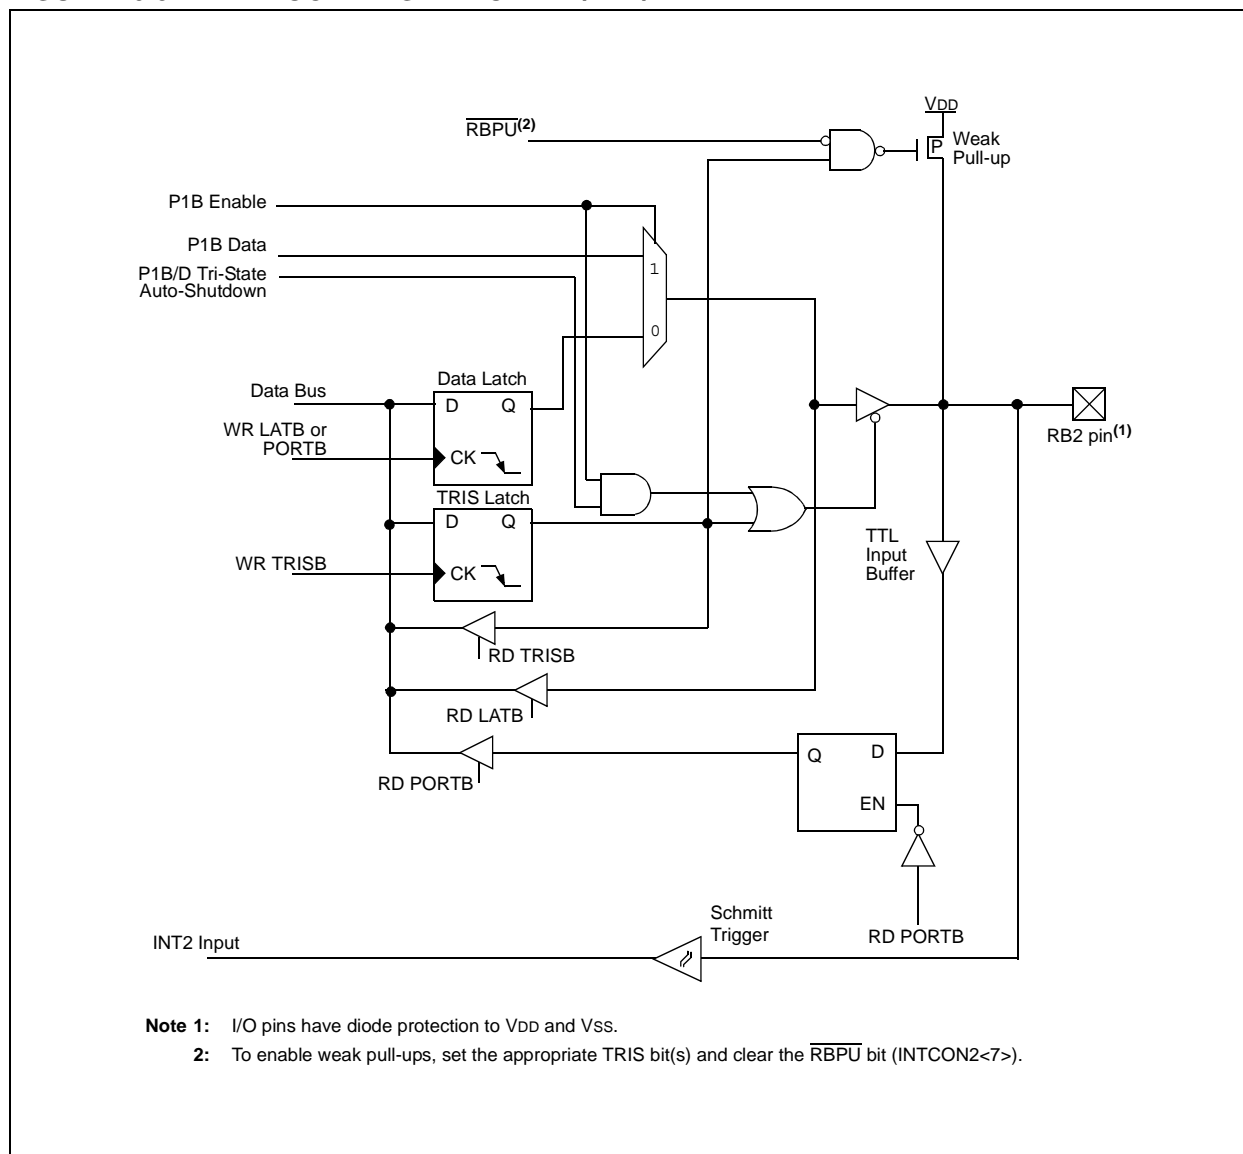 VDD
RBPU(2)
P
Weak
Pull-up
P1B Enable
P1B Data
P1B/D Tri-State
Auto-Shutdown
1
0
Data Latch
Data Bus
D Q
WR LATB or
PORTB
CK
RB2 pin(1)
TRIS Latch
D Q
WR TRISB
CK
TTL
Input
Buffer
RD TRISB
RD LATB
RD PORTB
Q D
EN
RD PORTB
Schmitt
Trigger
INT2 Input
Note 1: I/O pins have diode protection to VDD and VSS.
2: To enable weak pull-ups, set the appropriate TRIS bit(s) and clear the RBPU bit (INTCON2<7>).